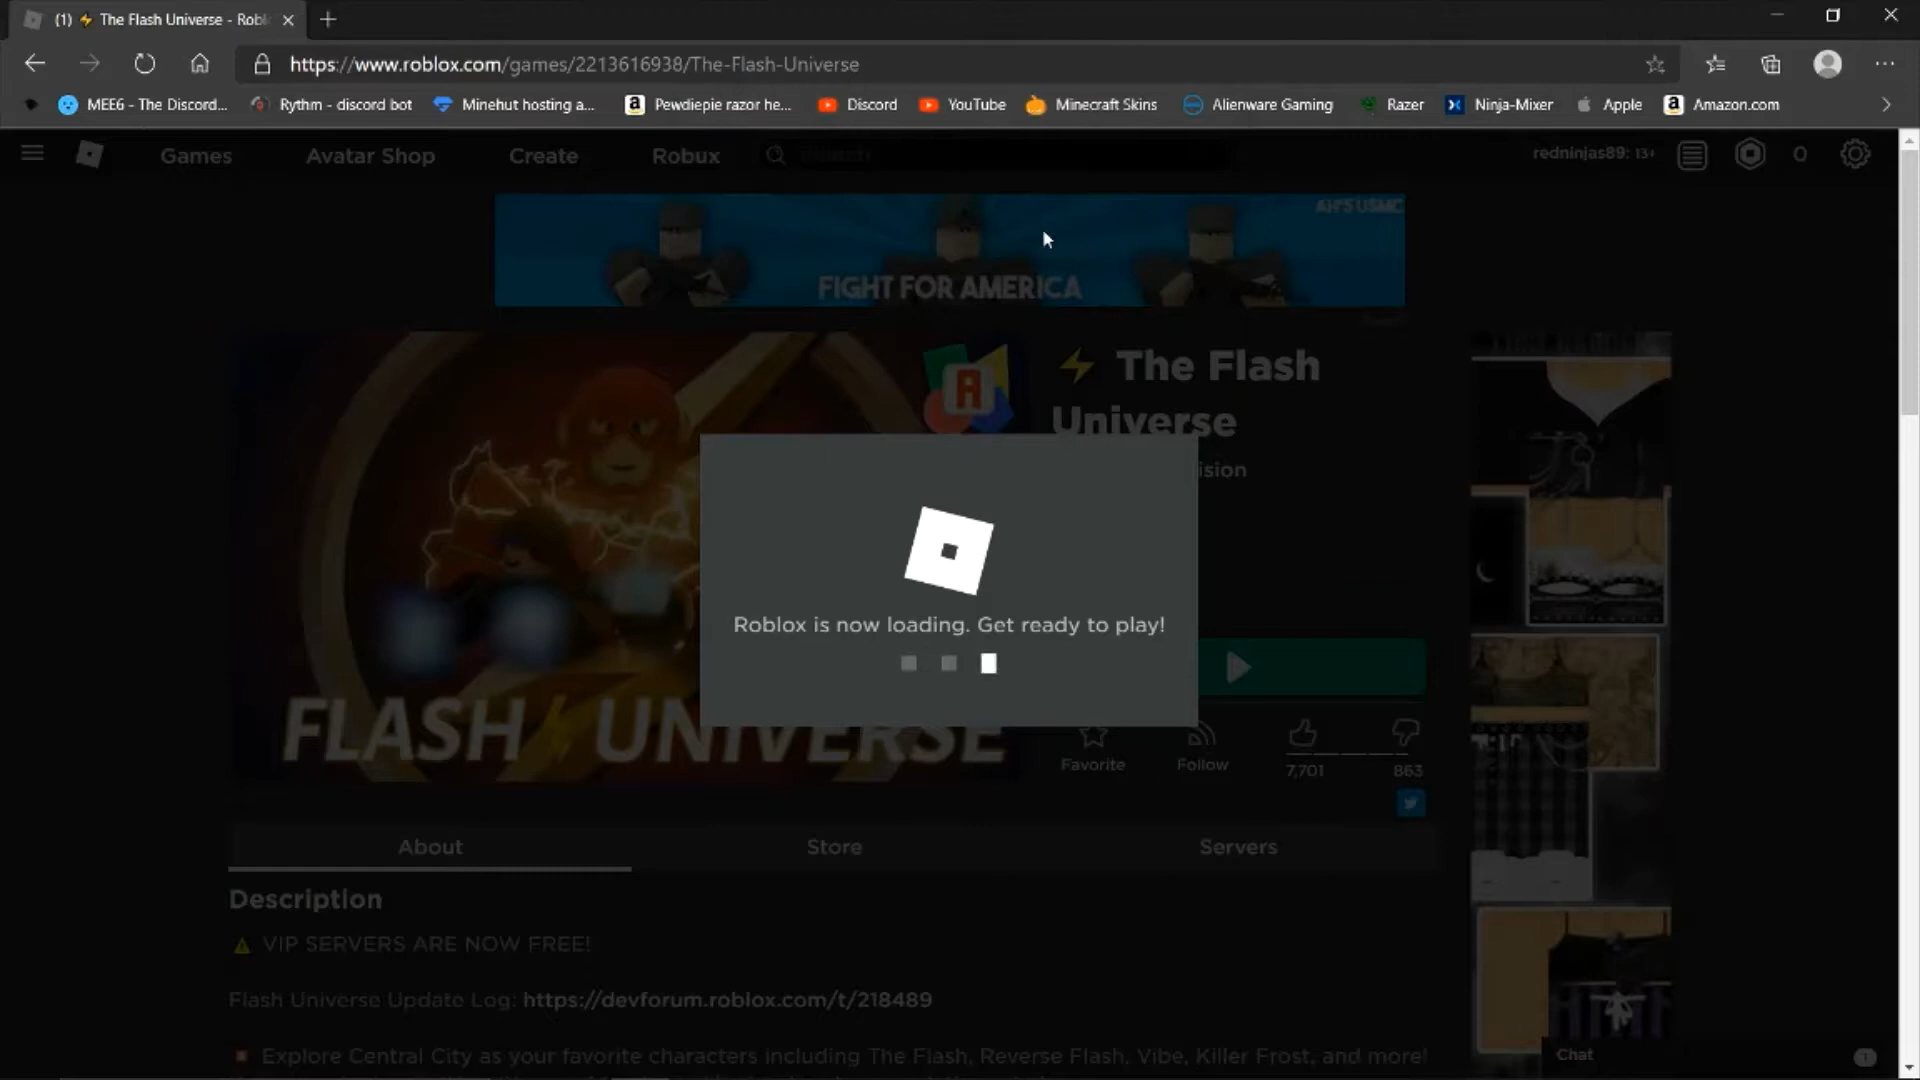 (1) ⚡ The Flash Universe - Robl
https://www.roblox.com/games/2213616938/The-Flash-Universe
MEE6 - The Discord...
Rythm - discord bot
Minehut hosting a...
Pewdiepie razor he...
Discord
YouTube
Minecraft Skins
Alienware Gaming
Razer
Ninja-Mixer
Apple
Amazon.com
Games
Avatar Shop
Create
Robux
Search
redninjas89: 13+
0
AH'S USMC
FIGHT FOR AMERICA
⚡ The Flash
Universe
ision
Roblox is now loading. Get ready to play!
FLASH UNIVERSE
Favorite
Follow
7,701
863
About
Store
Servers
Description
⚠ VIP SERVERS ARE NOW FREE!
Flash Universe Update Log: https://devforum.roblox.com/t/218489
Explore Central City as your favorite characters including The Flash, Reverse Flash, Vibe, Killer Frost, and more!
Chat
1